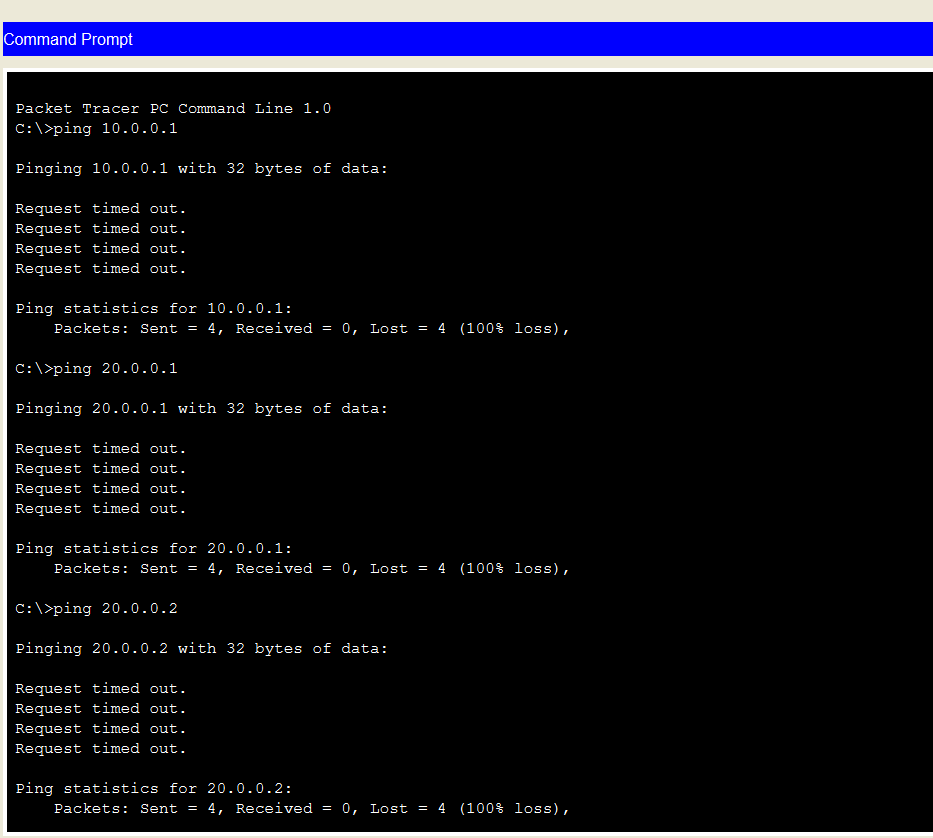 Command Prompt
Packet Tracer PC Command Line 1.0
C:\>ping 10.0.0.1
Pinging 10.0.0.1 with 32 bytes of data:
Request timed out.
Request timed out.
Request timed out.
Request timed out.
Ping statistics for 10.0.0.1:
    Packets: Sent = 4, Received = 0, Lost = 4 (100% loss),
C:\>ping 20.0.0.1
Pinging 20.0.0.1 with 32 bytes of data:
Request timed out.
Request timed out.
Request timed out.
Request timed out.
Ping statistics for 20.0.0.1:
    Packets: Sent = 4, Received = 0, Lost = 4 (100% loss),
C:\>ping 20.0.0.2
Pinging 20.0.0.2 with 32 bytes of data:
Request timed out.
Request timed out.
Request timed out.
Request timed out.
Ping statistics for 20.0.0.2:
    Packets: Sent = 4, Received = 0, Lost = 4 (100% loss),